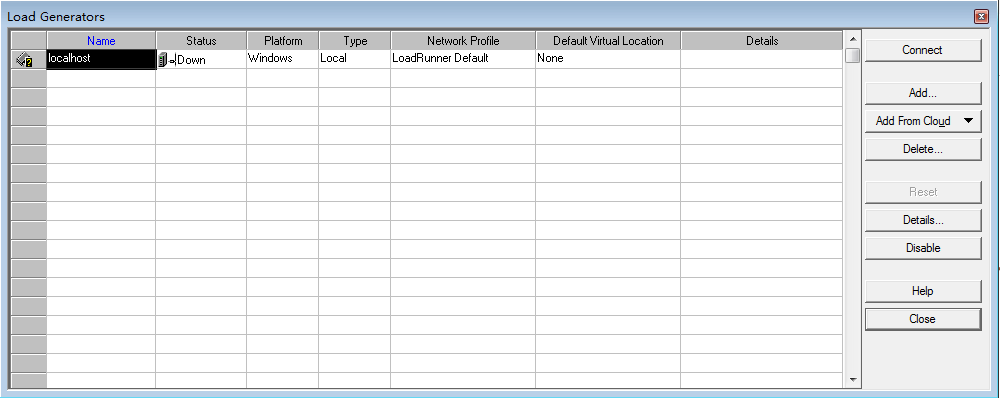 Load Generators
Name Status Platform Type Network Profile Default Virtual Location Details
localhost Down Windows Local LoadRunner Default None
Connect
Add...
Add From Cloud
Delete...
Reset
Details...
Disable
Help
Close